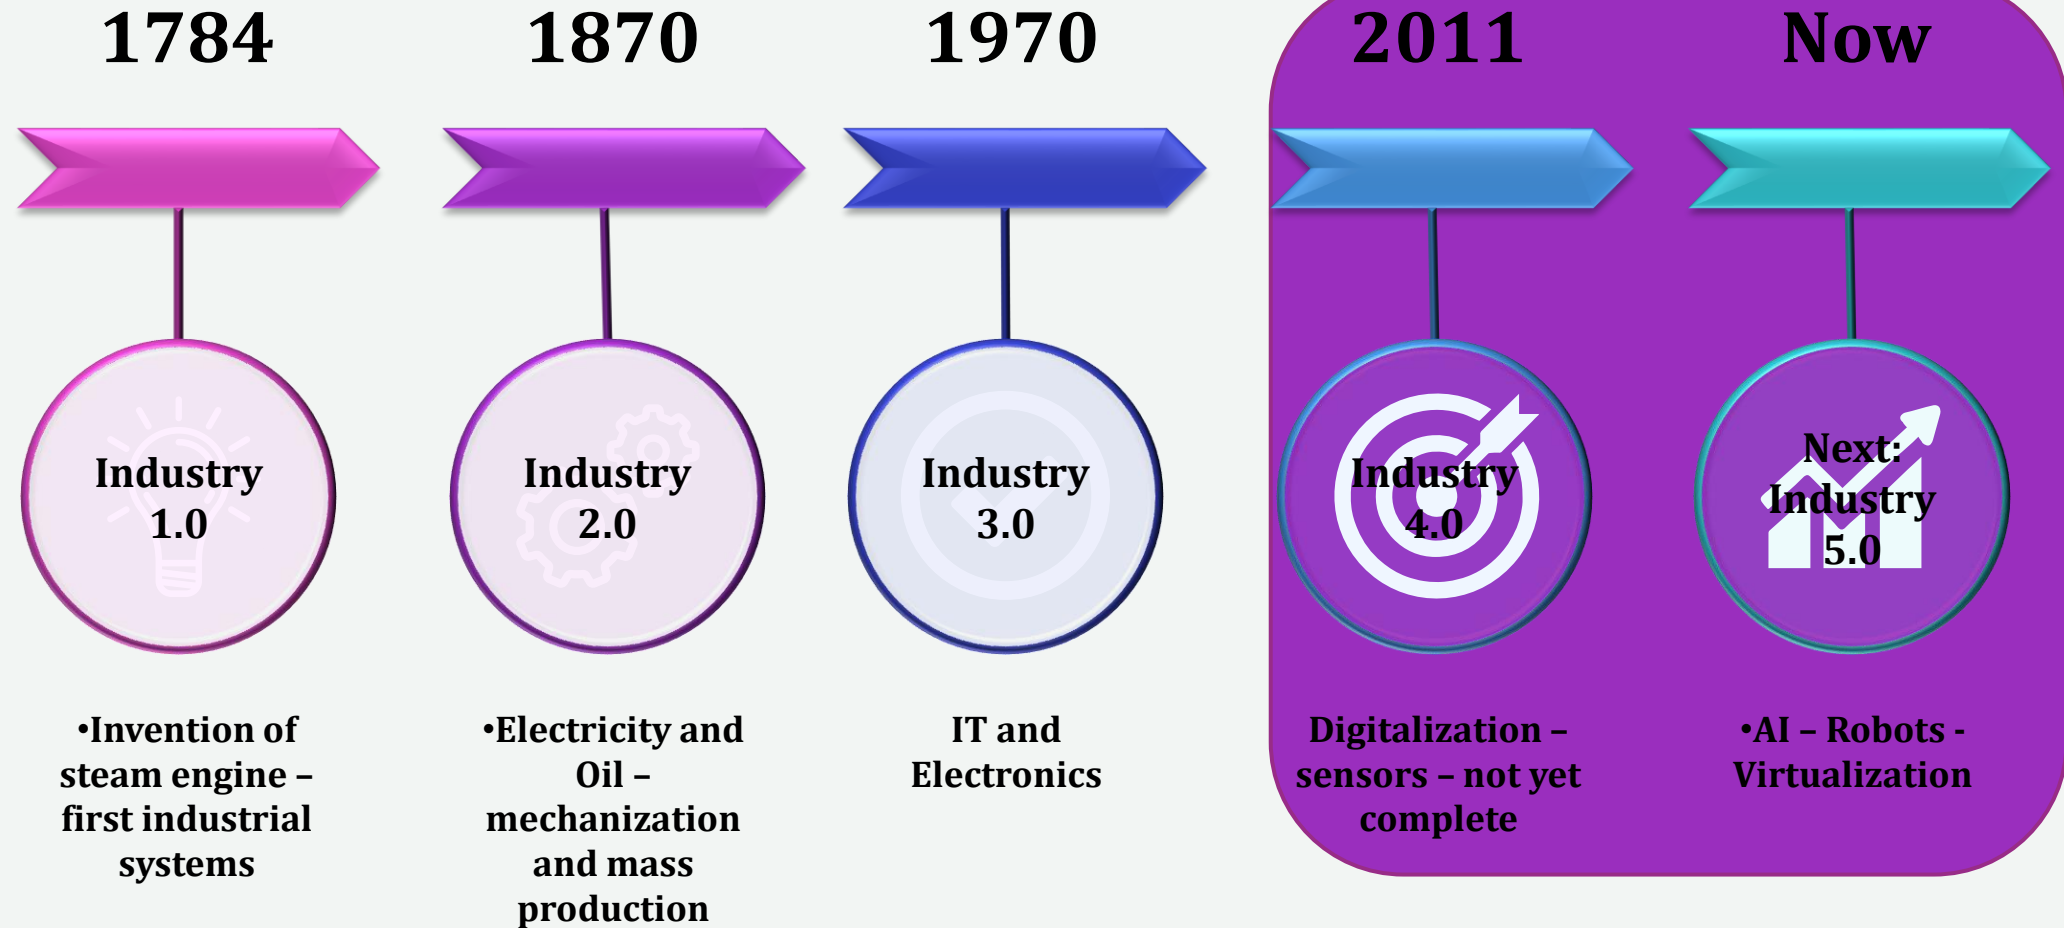 1784
1870
1970
2011
Now
Industry
1.0
Industry
2.0
Industry
3.0
Industry
4.0
Next:
Industry
5.0
•Invention of
steam engine –
first industrial
systems
•Electricity and
Oil –
mechanization
and mass
production
IT and
Electronics
Digitalization –
sensors – not yet
complete
•AI – Robots -
Virtualization